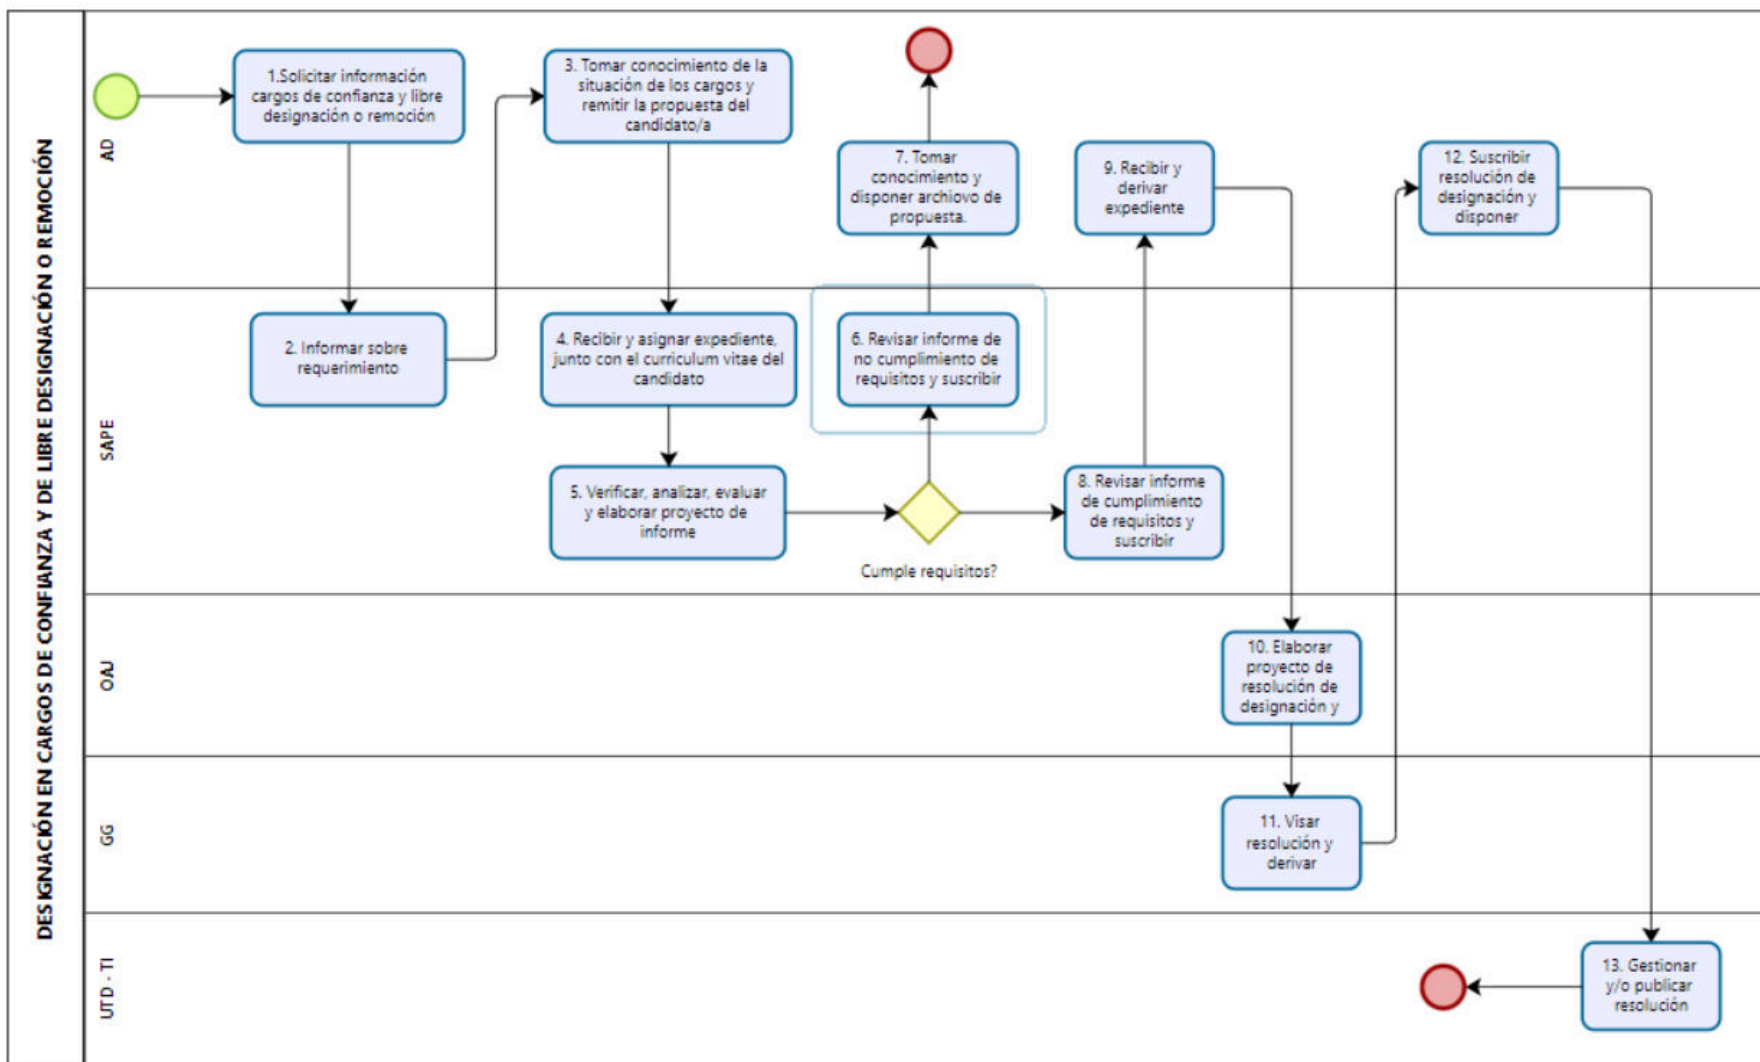 DESIGNACIÓN EN CARGOS DE CONFIANZA Y DE LIBRE DESIGNACIÓN O REMOCIÓN
AD
1.Solicitar información
cargos de confianza y libre
designación o remoción
3. Tomar conocimiento de la
situación de los cargos y
remitir la propuesta del
candidato/a
7. Tomar
conocimiento y
disponer archiovo de
propuesta.
9. Recibir y
derivar
expediente
12. Suscribir
resolución de
designación y
disponer
SAPE
2. Informar sobre
requerimiento
4. Recibir y asignar expediente,
junto con el curriculum vitae del
candidato
6. Revisar informe de
no cumplimiento de
requisitos y suscribir
5. Verificar, analizar, evaluar
y elaborar proyecto de
informe
Cumple requisitos?
8. Revisar informe
de cumplimiento
de requisitos y
suscribir
OAJ
10. Elaborar
proyecto de
resolución de
designación y
GG
11. Visar
resolución y
derivar
UTD - TI
13. Gestionar
y/o publicar
resolución